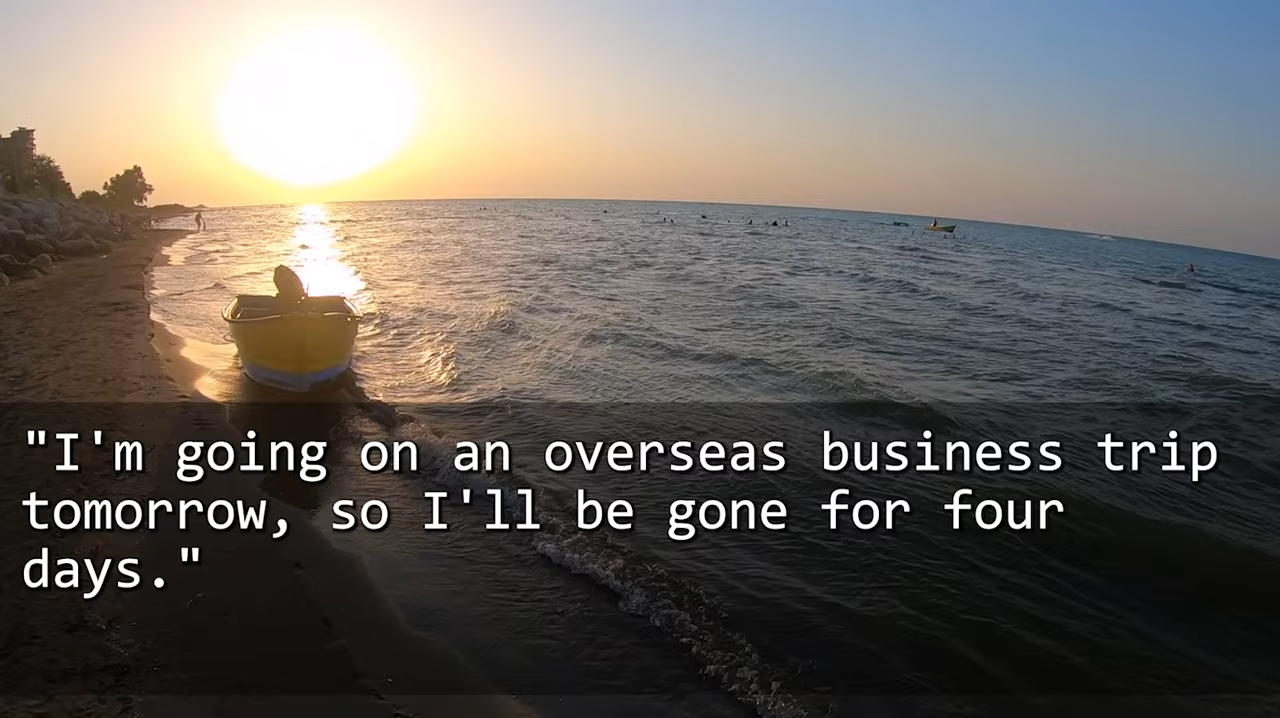 "I'm going on an overseas business trip
tomorrow, so I'll be gone for four
days."